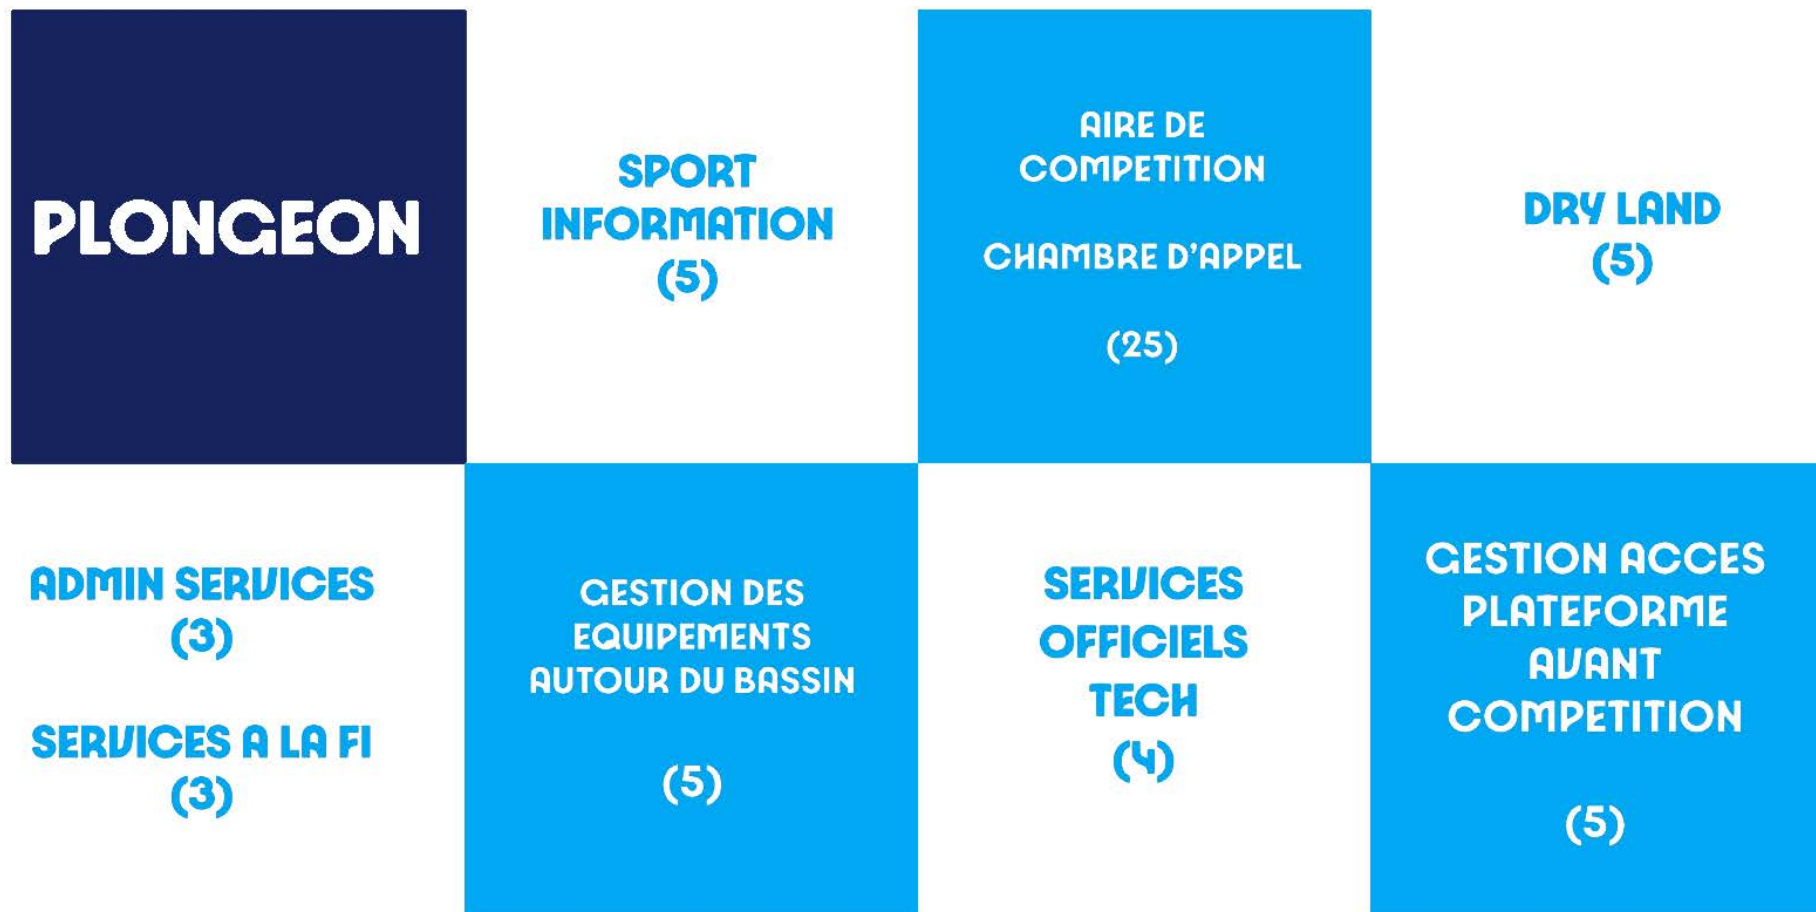 PLONGEON
SPORT
INFORMATION
(5)
AIRE DE
COMPETITION
CHAMBRE D'APPEL
(25)
DRY LAND
(5)
ADMIN SERVICES
(3)
SERVICES A LA FI
(3)
GESTION DES
EQUIPEMENTS
AUTOUR DU BASSIN
(5)
SERVICES
OFFICIELS
TECH
(4)
GESTION ACCES
PLATEFORME
AVANT
COMPETITION
(5)